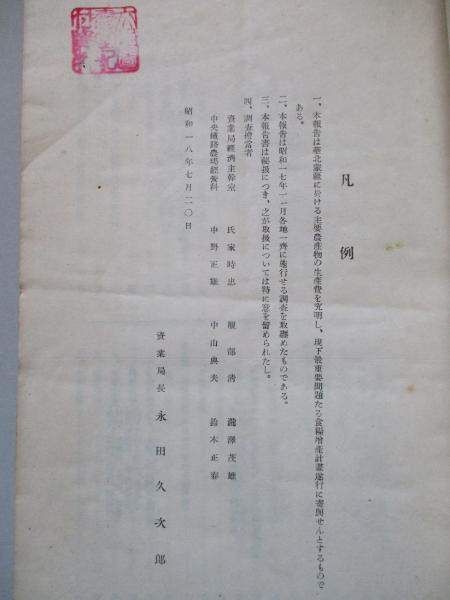 凡例
一、本報告は華北蒙疆に於ける主要農産物の生産費を究明し、現下最重要問題たる食糧増産計畫遂行に寄與せんとするもので
ある。
二、本報告は昭和一七年一一月各地一齊に施行せる調査を取纒めたものである。
三、本報告書は秘扱につき、之が取扱については特に意を留められたし。
四、調査擔當者
資業局經濟主幹室 氏家時忠 服部淸 瀧澤茂雄
中央鐵路農場經營科 中野正雄 中山典夫 鈴木正春
昭和一八年七月二〇日
資業局長 永田久次郎